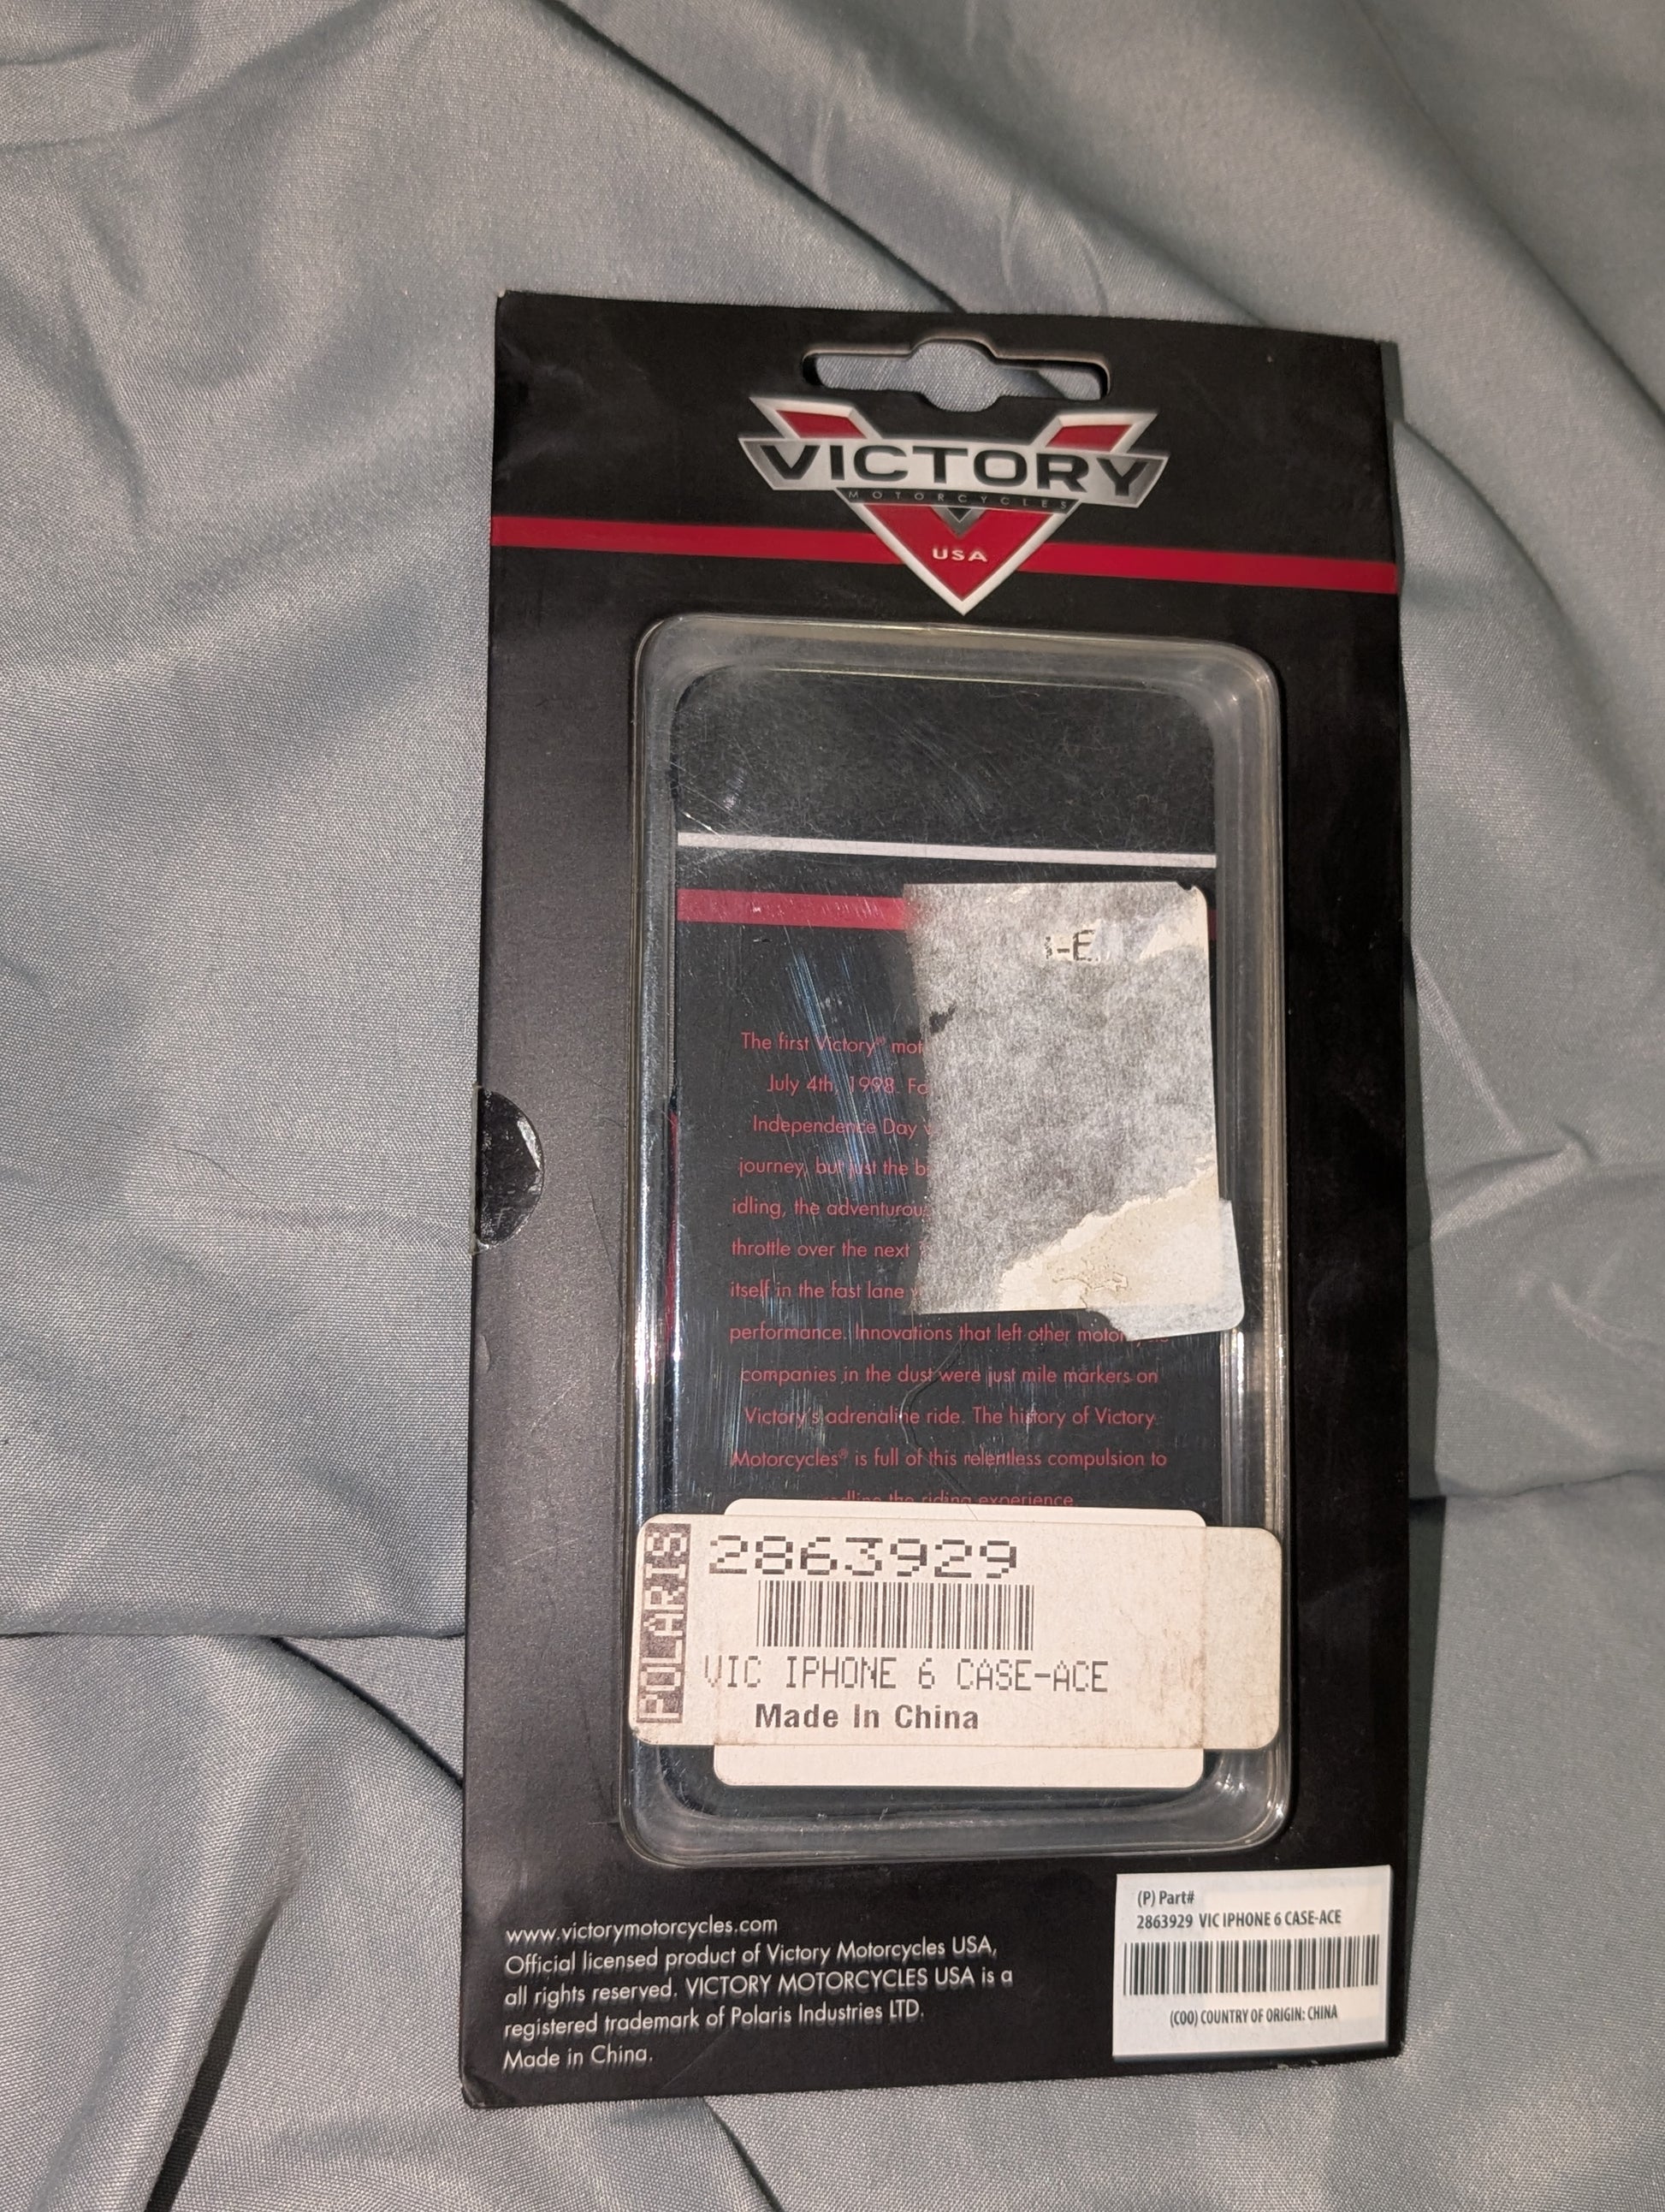 VICTORY
MOTORCYCLES
USA
-E
The first Victory®
July 4th, 1998.
Independence Day
journey, but just the
idling, the
throttle over the next
itself in the fast lane
performance. Innovations that left other
companies in the dust were just mile markers on
Victory's adrenaline ride. The history of Victory
Motorcycles® is full of this relentless compulsion to
the riding experience.
POLARIS
2863929
VIC IPHONE 6 CASE-ACE
Made In China
www.victorymotorcycles.com
Official licensed product of Victory Motorcycles USA,
all rights reserved. VICTORY MOTORCYCLES USA is a
registered trademark of Polaris Industries LTD.
Made in China.
(P) Part#
2863929 VIC IPHONE 6 CASE-ACE
(COO) COUNTRY OF ORIGIN: CHINA